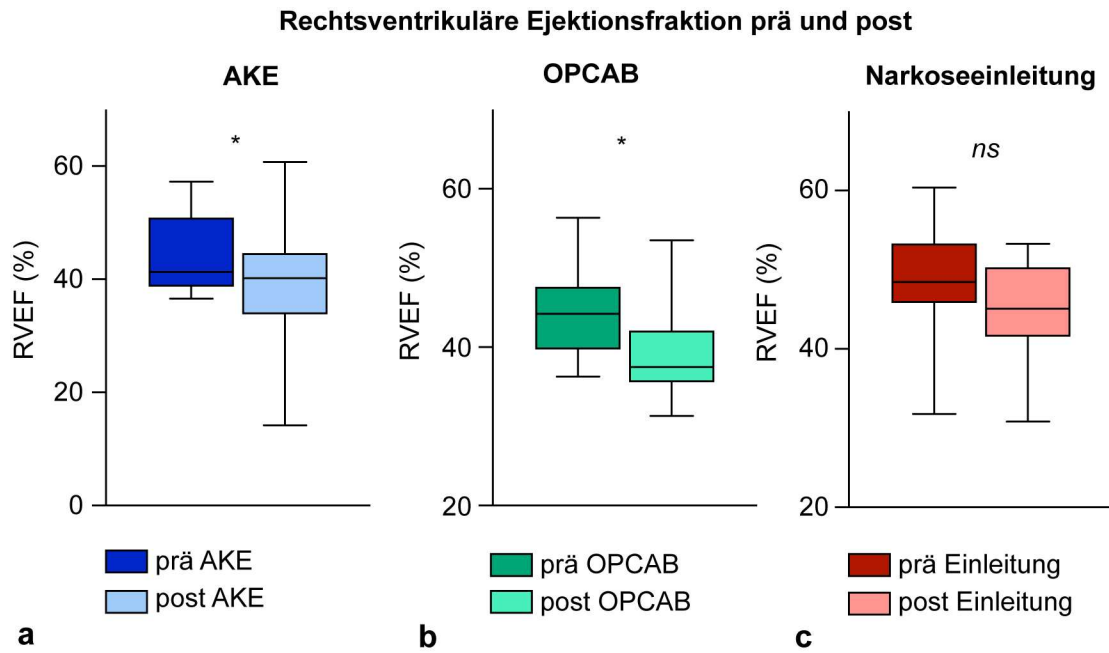 Rechtsventrikuläre Ejektionsfraktion prä und post
AKE
*
RVEF (%)
60
40
20
0
prä AKE
post AKE
a
OPCAB
*
RVEF (%)
60
40
20
prä OPCAB
post OPCAB
b
Narkoseeinleitung
ns
RVEF (%)
60
40
20
prä Einleitung
post Einleitung
c